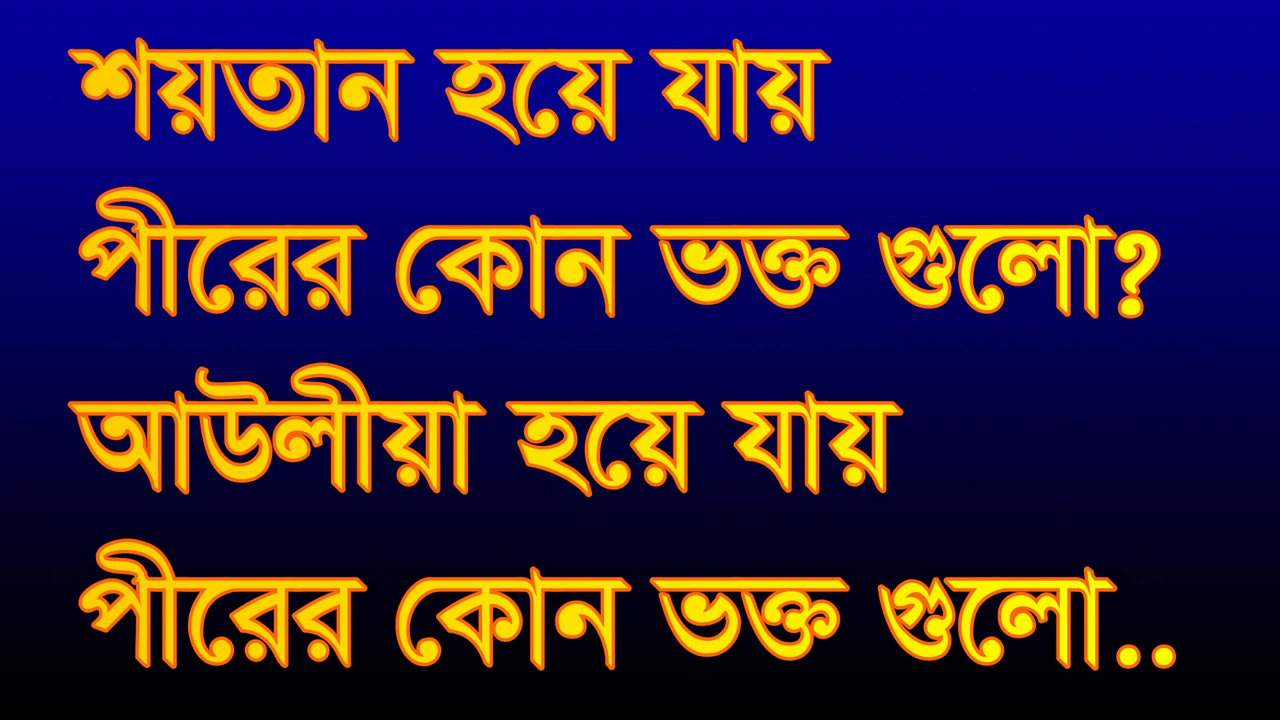 শয়তান হয়ে যায়
পীরের কোন ভক্ত গুলো?
আউলীয়া হয়ে যায়
পীরের কোন ভক্ত গুলো..